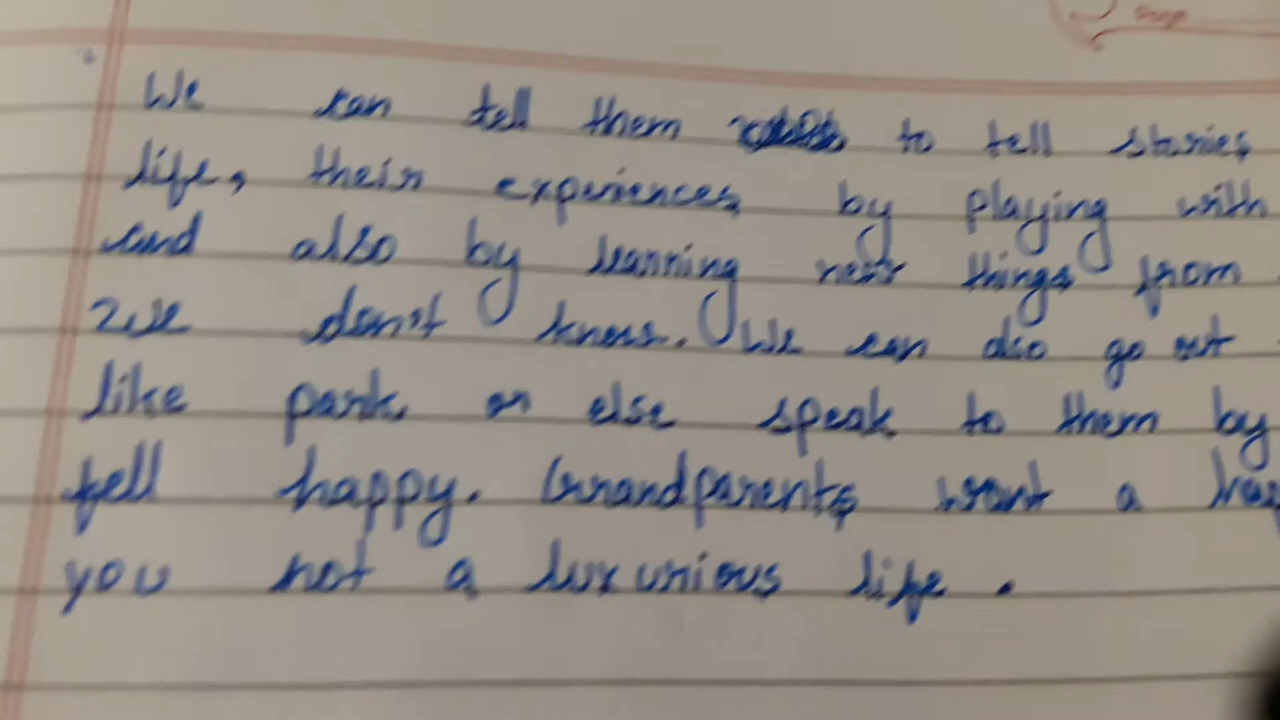 We can tell them to tell stories
life, their experiences by playing with
and also by learning new things from
we don't know. We can also go out
like park or else speak to them by
fell happy. Grandparents want a
you not a luxurious life.